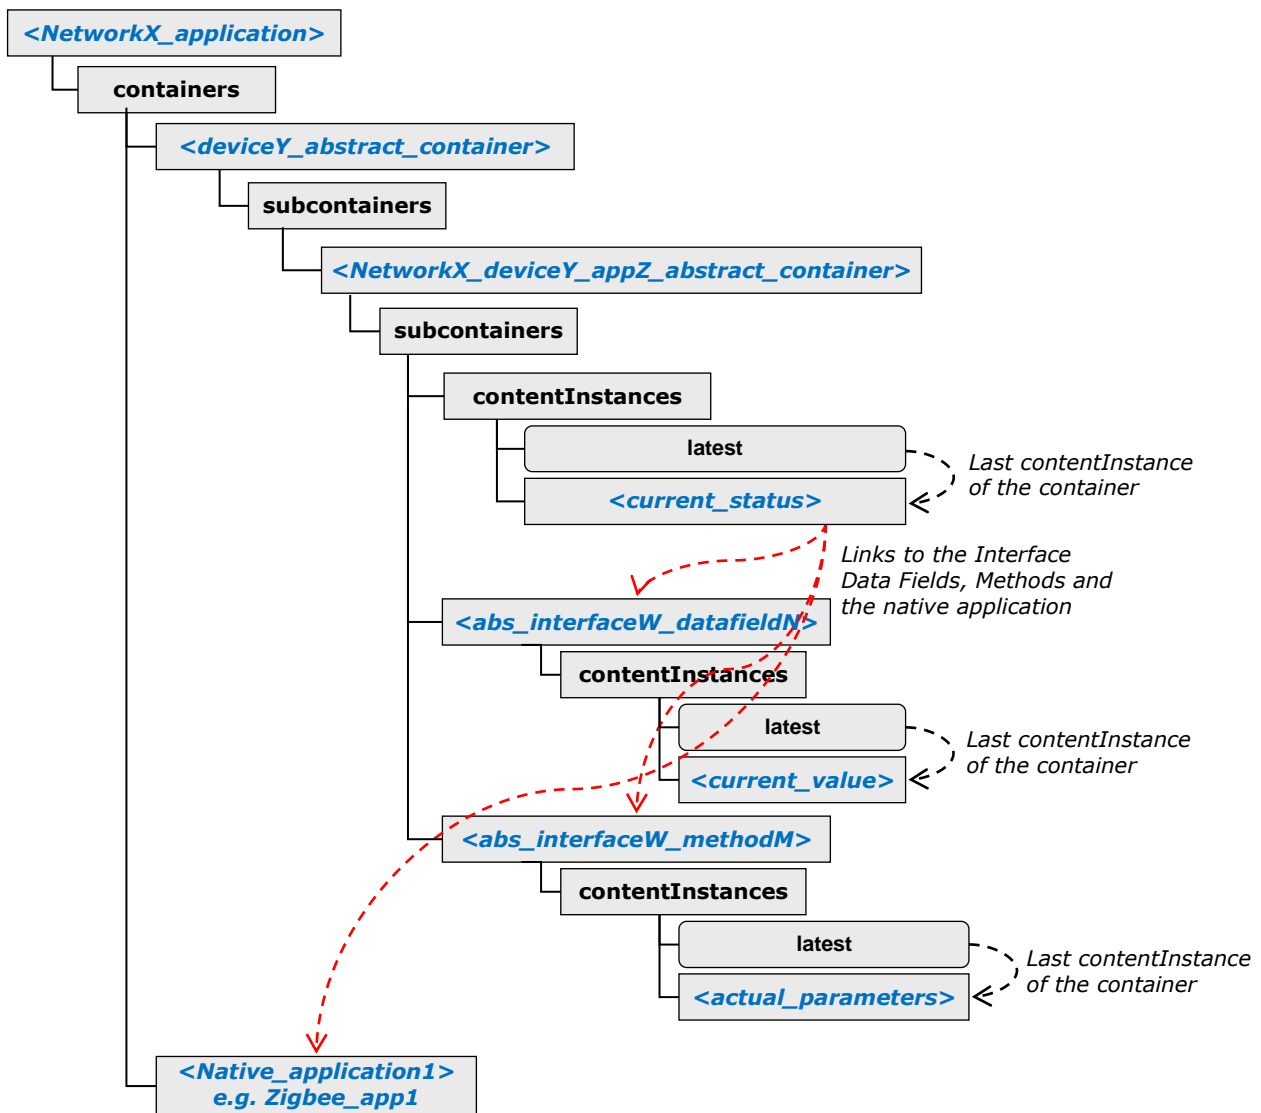 <NetworkX_application>
containers
<deviceY_abstract_container>
subcontainers
<NetworkX_deviceY_appZ_abstract_container>
subcontainers
contentInstances
latest
Last contentInstance
of the container
<current_status>
Links to the Interface
Data Fields, Methods and
the native application
<abs_interfaceW_datafieldN>
contentInstances
latest
Last contentInstance
of the container
<current_value>
<abs_interfaceW_methodM>
contentInstances
latest
Last contentInstance
of the container
<actual_parameters>
<Native_application1>
e.g. Zigbee_app1